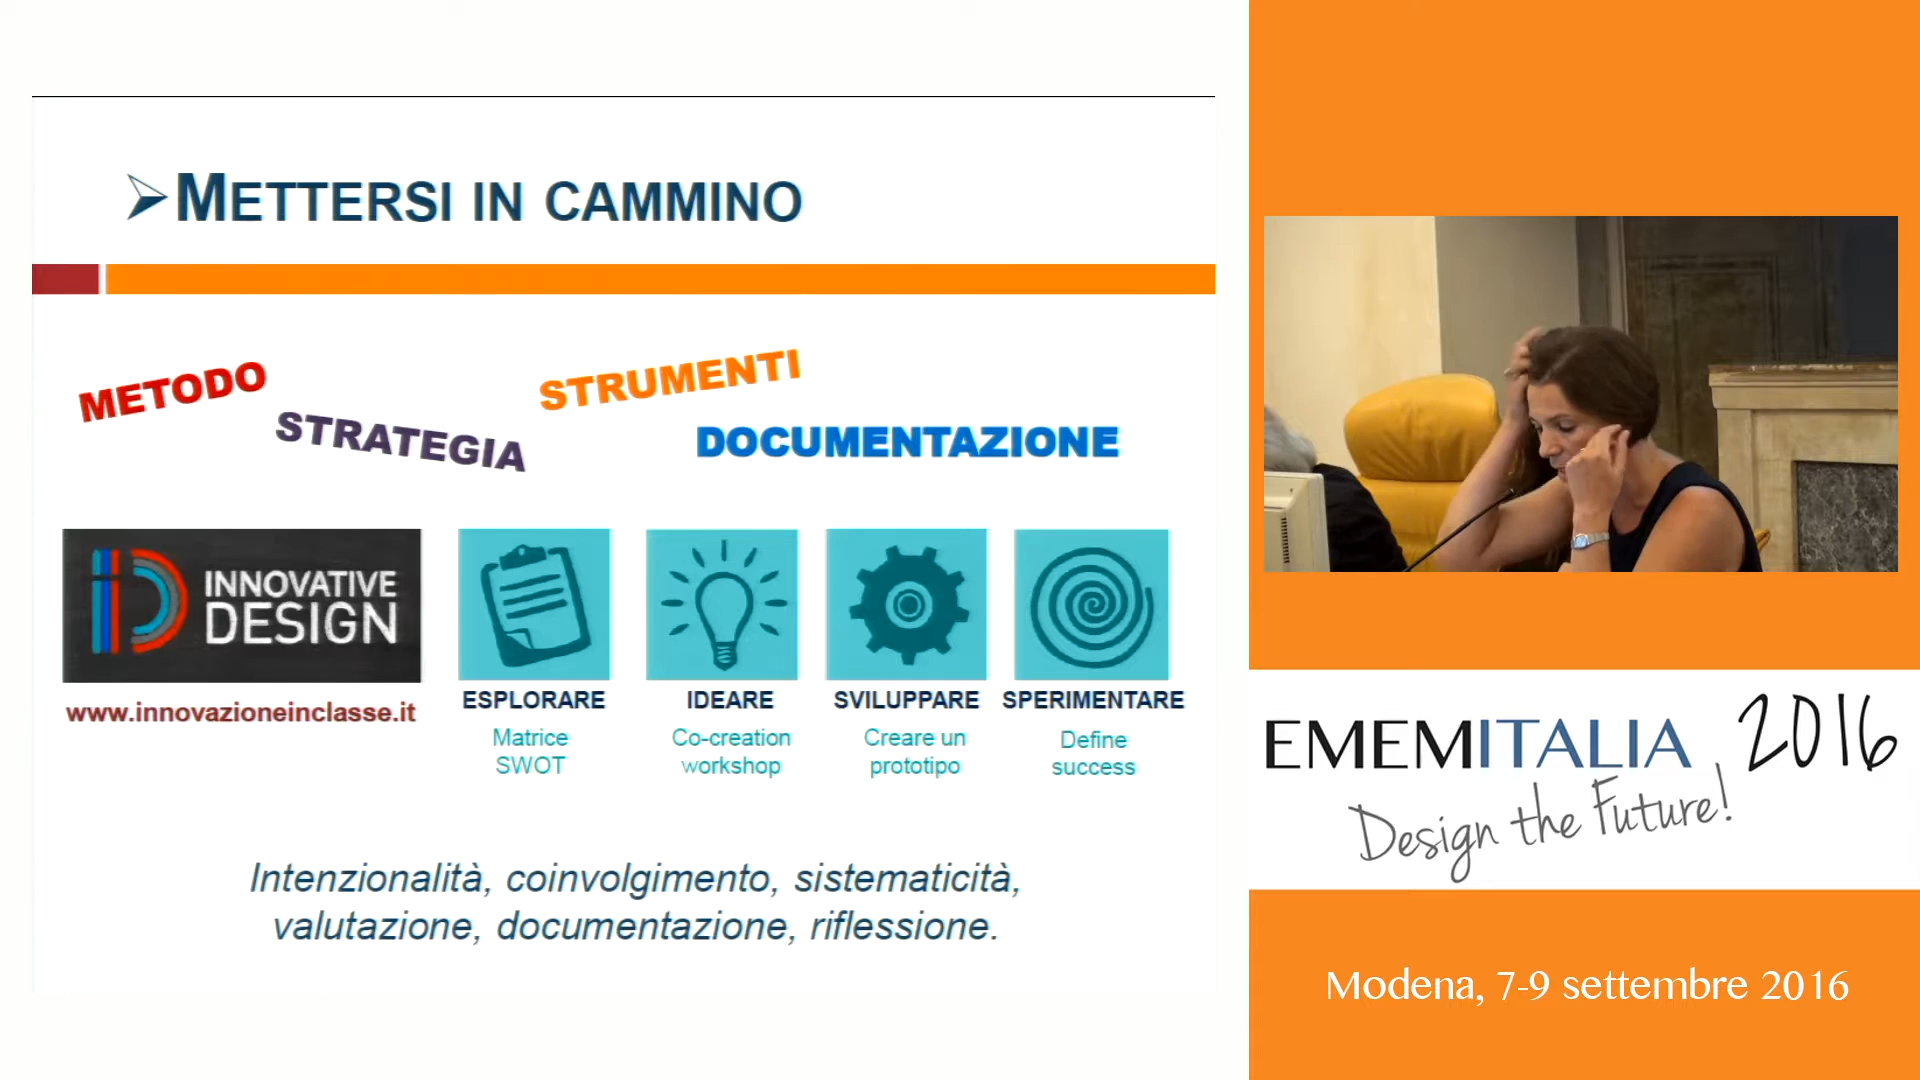 METTERSI IN CAMMINO
METODO
STRATEGIA
STRUMENTI
DOCUMENTAZIONE
INNOVATIVE
DESIGN
www.innovazioneinclasse.it
ESPLORARE
Matrice
SWOT
IDEARE
Co-creation
workshop
SVILUPPARE
Creare un
prototipo
SPERIMENTARE
Define
success
Intenzionalità, coinvolgimento, sistematicità,
valutazione, documentazione, riflessione.
EMEMITALIA 2016
Design the Future!
Modena, 7-9 settembre 2016